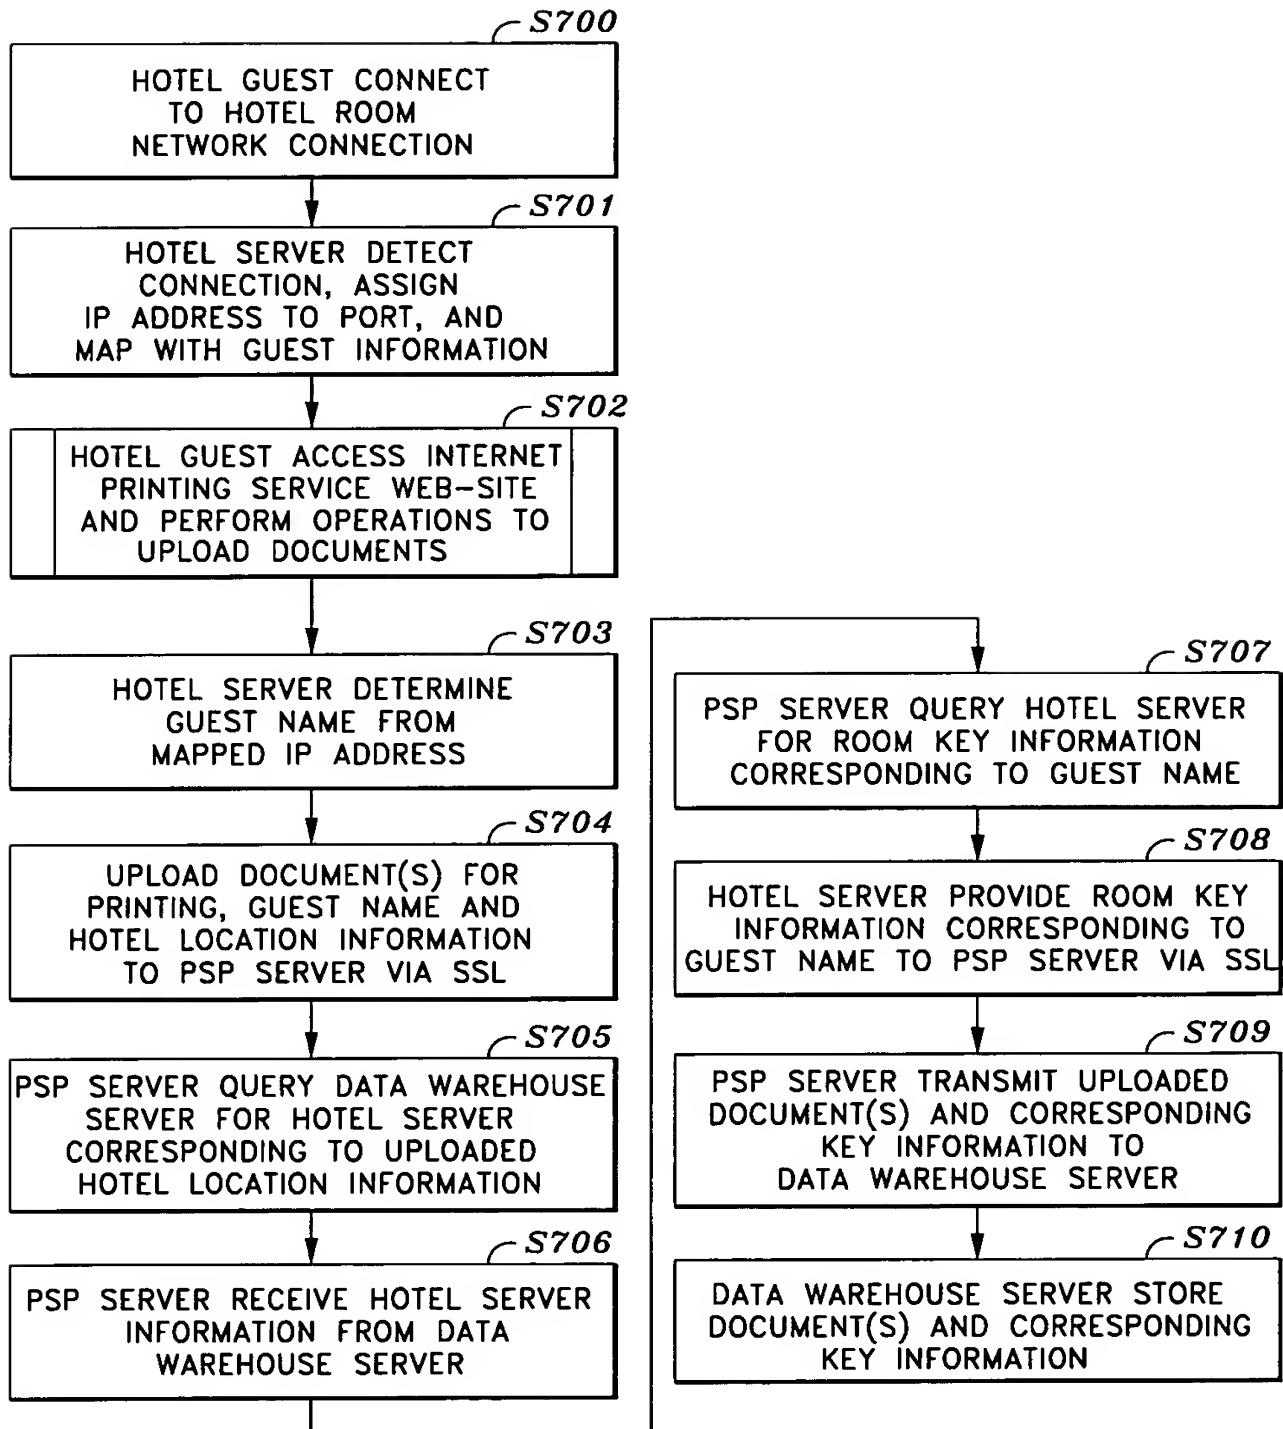 S700
HOTEL GUEST CONNECT
TO HOTEL ROOM
NETWORK CONNECTION
S701
HOTEL SERVER DETECT
CONNECTION, ASSIGN
IP ADDRESS TO PORT, AND
MAP WITH GUEST INFORMATION
S702
HOTEL GUEST ACCESS INTERNET
PRINTING SERVICE WEB-SITE
AND PERFORM OPERATIONS TO
UPLOAD DOCUMENTS
S703
HOTEL SERVER DETERMINE
GUEST NAME FROM
MAPPED IP ADDRESS
S704
UPLOAD DOCUMENT(S) FOR
PRINTING, GUEST NAME AND
HOTEL LOCATION INFORMATION
TO PSP SERVER VIA SSL
S705
PSP SERVER QUERY DATA WAREHOUSE
SERVER FOR HOTEL SERVER
CORRESPONDING TO UPLOADED
HOTEL LOCATION INFORMATION
S706
PSP SERVER RECEIVE HOTEL SERVER
INFORMATION FROM DATA
WAREHOUSE SERVER
S707
PSP SERVER QUERY HOTEL SERVER
FOR ROOM KEY INFORMATION
CORRESPONDING TO GUEST NAME
S708
HOTEL SERVER PROVIDE ROOM KEY
INFORMATION CORRESPONDING TO
GUEST NAME TO PSP SERVER VIA SSL
S709
PSP SERVER TRANSMIT UPLOADED
DOCUMENT(S) AND CORRESPONDING
KEY INFORMATION TO
DATA WAREHOUSE SERVER
S710
DATA WAREHOUSE SERVER STORE
DOCUMENT(S) AND CORRESPONDING
KEY INFORMATION